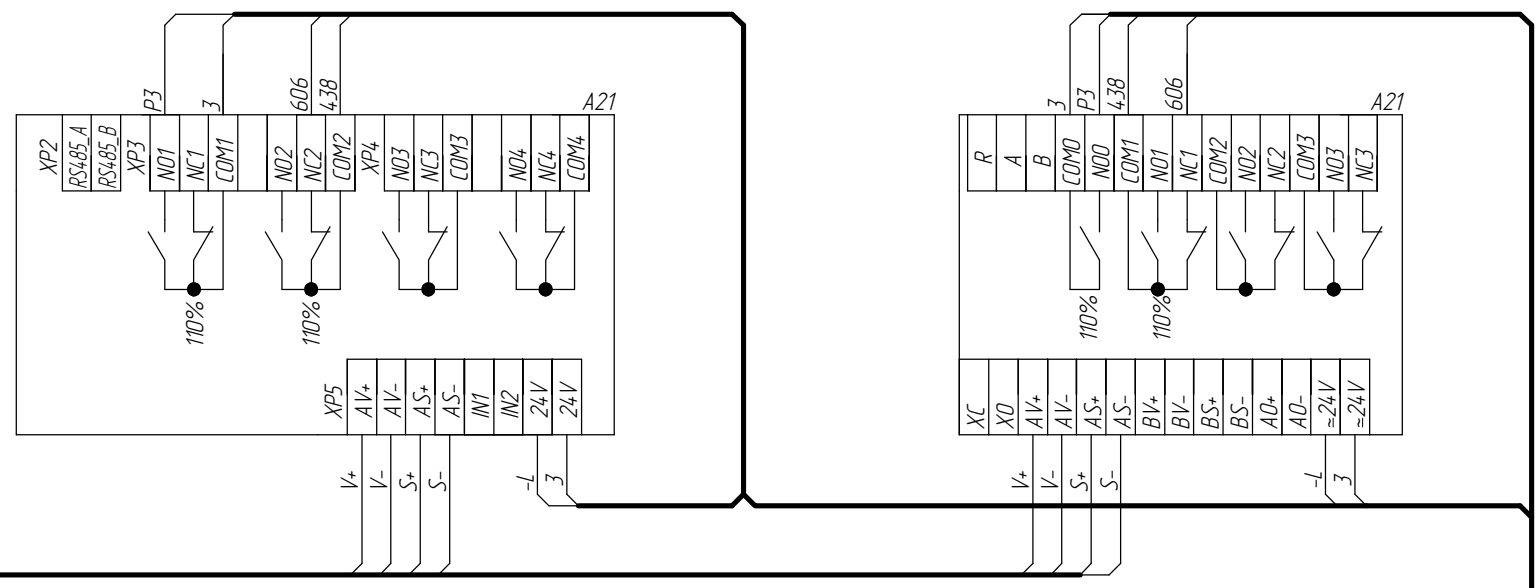 P3
3
606
438
A21
XP2
RS485_A
RS485_B
XP3
NO1
NC1
COM1
NO2
NC2
COM2
XP4
NO3
NC3
COM3
NO4
NC4
COM4
110%
110%
XP5
AV+
AV-
AS+
AS-
IN1
IN2
24V
24V
V+
V-
S+
S-
-L
3
3
P3
438
606
A21
R
A
B
COM0
NO0
COM1
NO1
NC1
COM2
NO2
NC2
COM3
NO3
NC3
110%
110%
XC
XO
AV+
AV-
AS+
AS-
BV+
BV-
BS+
BS-
AO+
AO-
≂24V
≂24V
V+
V-
S+
S-
-L
3